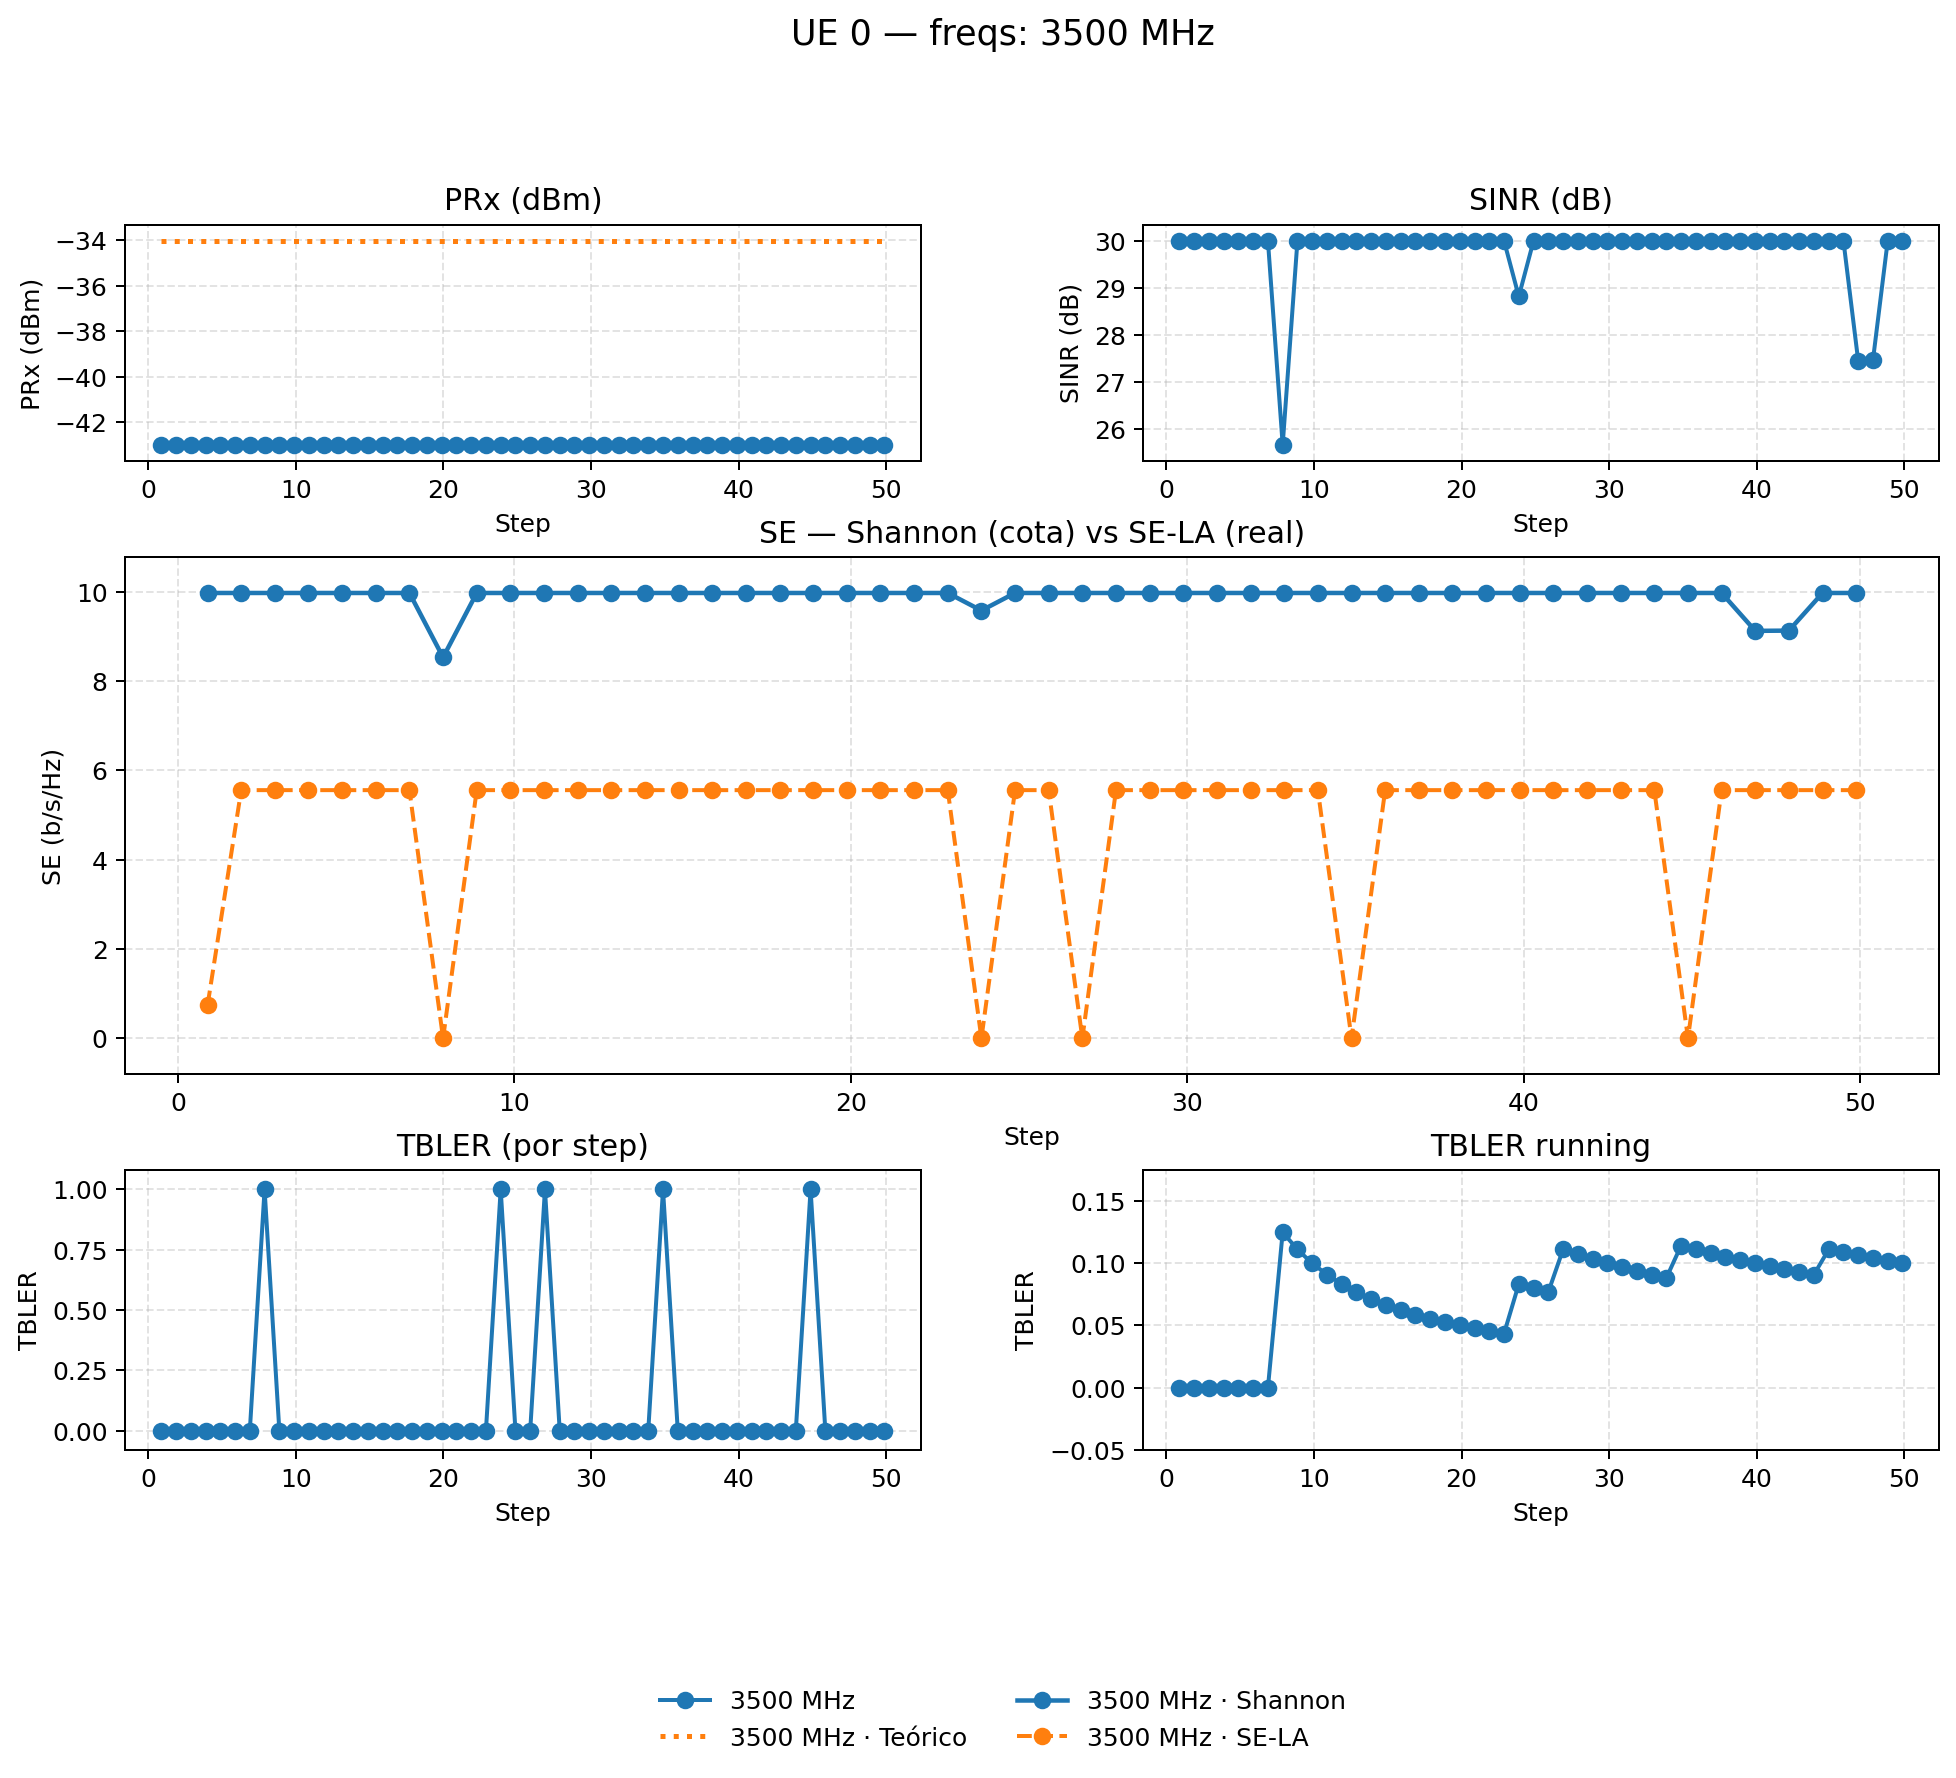 UE 0 — freqs: 3500 MHz
PRx (dBm)
PRx (dBm)
−34
−36
−38
−40
−42
0 10 20 30 40 50
Step
SINR (dB)
SINR (dB)
30
29
28
27
26
0 10 20 30 40 50
Step
SE — Shannon (cota) vs SE-LA (real)
SE (b/s/Hz)
10
8
6
4
2
0
0 10 20 30 40 50
Step
TBLER (por step)
TBLER
1.00
0.75
0.50
0.25
0.00
0 10 20 30 40 50
Step
TBLER running
TBLER
0.15
0.10
0.05
0.00
−0.05
0 10 20 30 40 50
Step
3500 MHz
3500 MHz · Teórico
3500 MHz · Shannon
3500 MHz · SE-LA